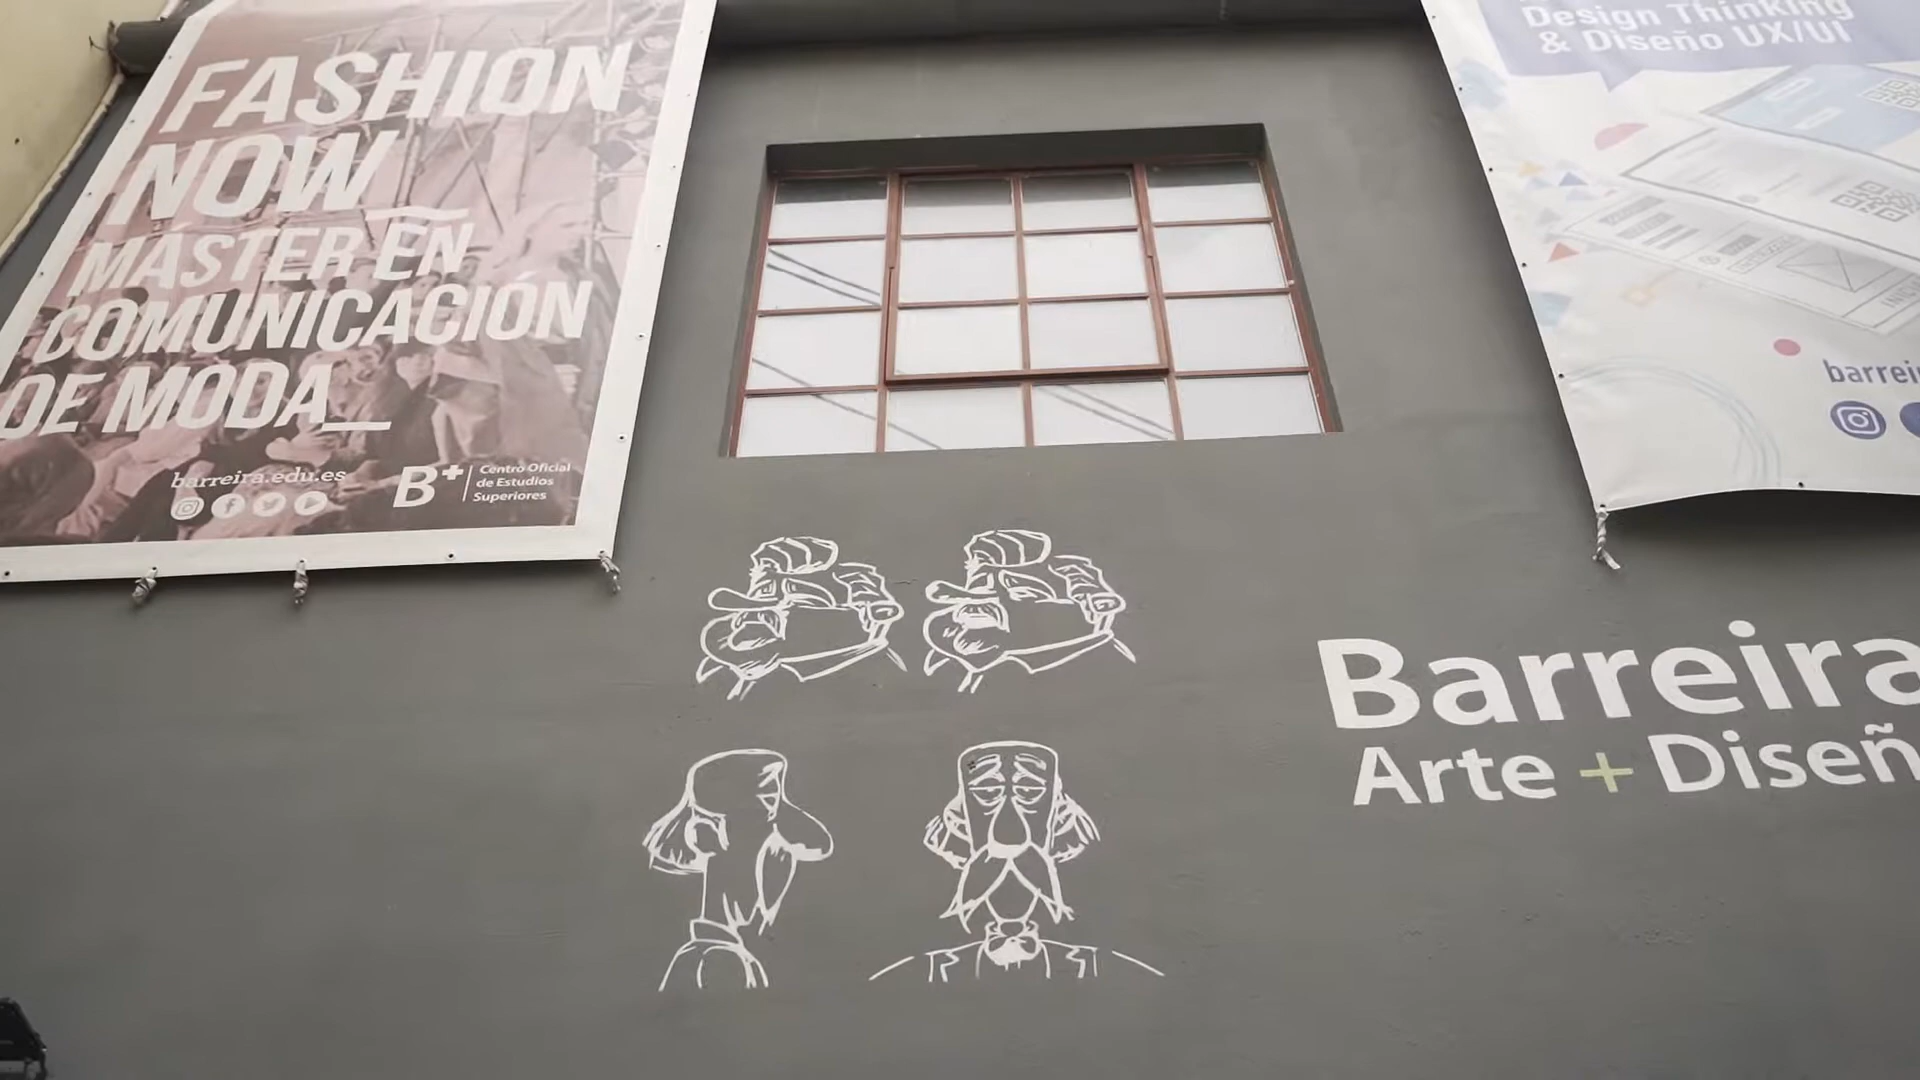 FASHION
NOW_
MÁSTER EN
COMUNICACIÓN
DE MODA_
barreira.edu.es
B+
Centro Oficial
de Estudios
Superiores
Design Thinking
& Diseño UX/UI
barrei
Barreira
Arte + Diseñ